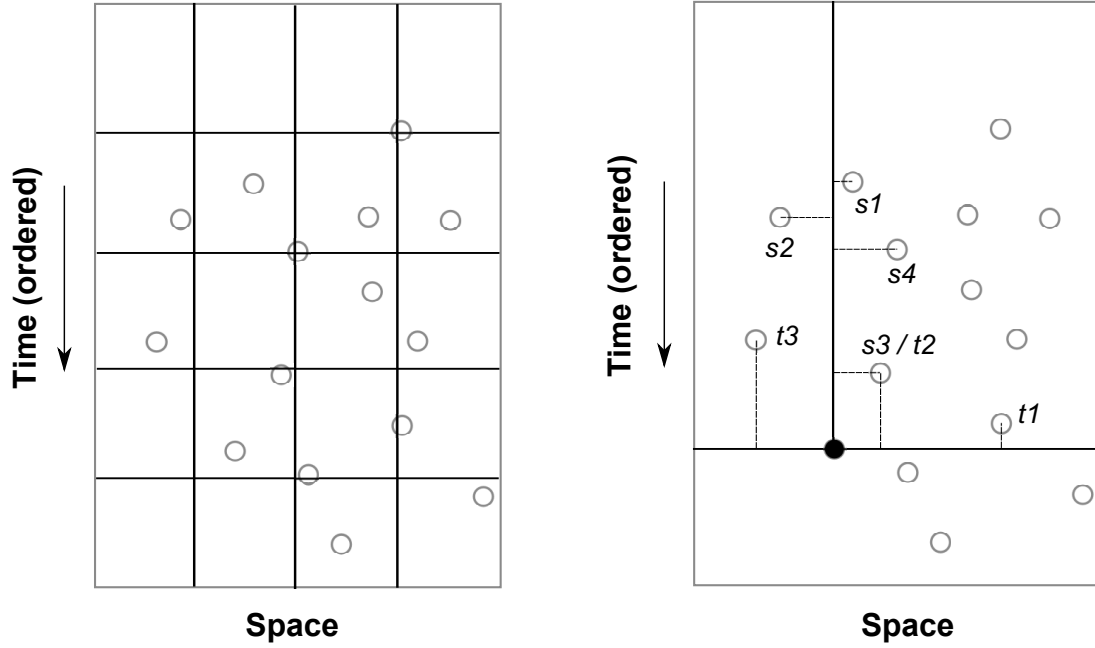 Time (ordered)
Space
Time (ordered)
s1
s2
s4
t3
s3 / t2
t1
Space